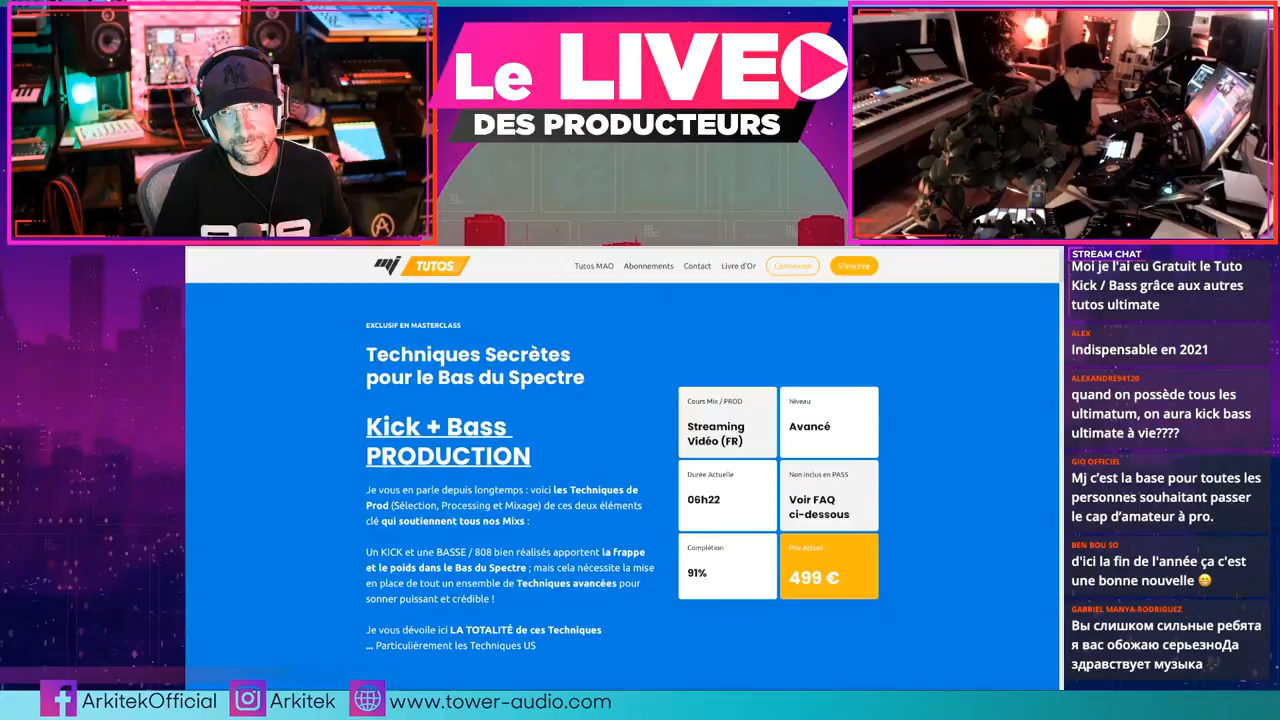 Le LIVE
DES PRODUCTEURS
mj TUTOS
Tutos MAO Abonnements Contact Livre d'Or Connexion S'inscrire
EXCLUSIF EN MASTERCLASS
Techniques Secrètes
pour le Bas du Spectre
Kick + Bass
PRODUCTION
Je vous en parle depuis longtemps : voici les Techniques de
Prod (Sélection, Processing et Mixage) de ces deux éléments
clé qui soutiennent tous nos Mixs :
Un KICK et une BASSE / 808 bien réalisés apportent la frappe
et le poids dans le Bas du Spectre ; mais cela nécessite la mise
en place de tout un ensemble de Techniques avancées pour
sonner puissant et crédible !
Je vous dévoile ici LA TOTALITÉ de ces Techniques
... Particulièrement les Techniques US
Cours Mix / PROD
Streaming
Vidéo (FR)
Niveau
Avancé
Durée Actuelle
06h22
Non inclus en PASS
Voir FAQ
ci-dessous
Complétion
91%
Prix Actuel
499 €
STREAM CHAT
Moi je l'ai eu Gratuit le Tuto
Kick / Bass grâce aux autres
tutos ultimate
ALEX
Indispensable en 2021
ALEXANDRE94120
quand on possède tous les
ultimatum, on aura kick bass
ultimate à vie????
GIO OFFICIEL
Mj c’est la base pour toutes les
personnes souhaitant passer
le cap d’amateur à pro.
BEN BOU SO
d'ici la fin de l'année ça c'est
une bonne nouvelle 😁
GABRIEL MANYA-RODRIGUEZ
Вы слишком сильные ребята
я вас обожаю серьезноДа
здравствует музыка
ArkitekOfficial Arkitek www.tower-audio.com